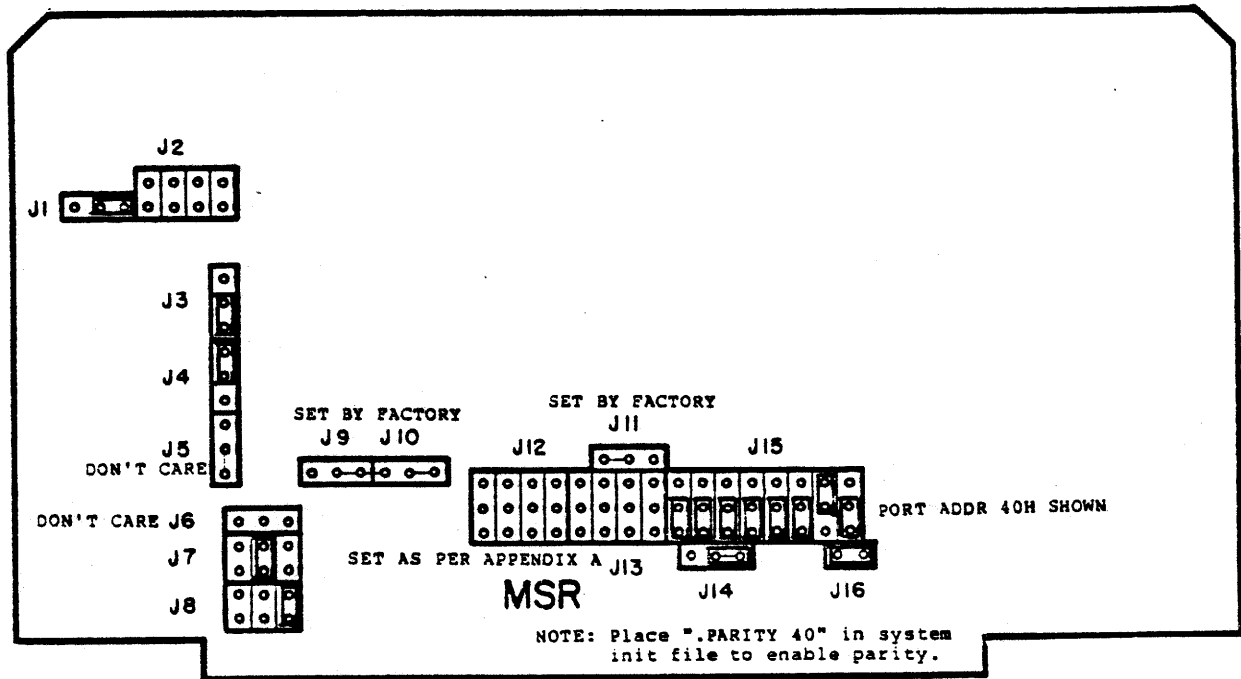 J2
J1
J3
J4
SET BY FACTORY
SET BY FACTORY
J9 J10
J11
J12
J15
J5
DON'T CARE
PORT ADDR 40H SHOWN
DON'T CARE J6
J7
SET AS PER APPENDIX A
J13
J14
J16
J8
MSR
NOTE: Place ".PARITY 40" in system
init file to enable parity.